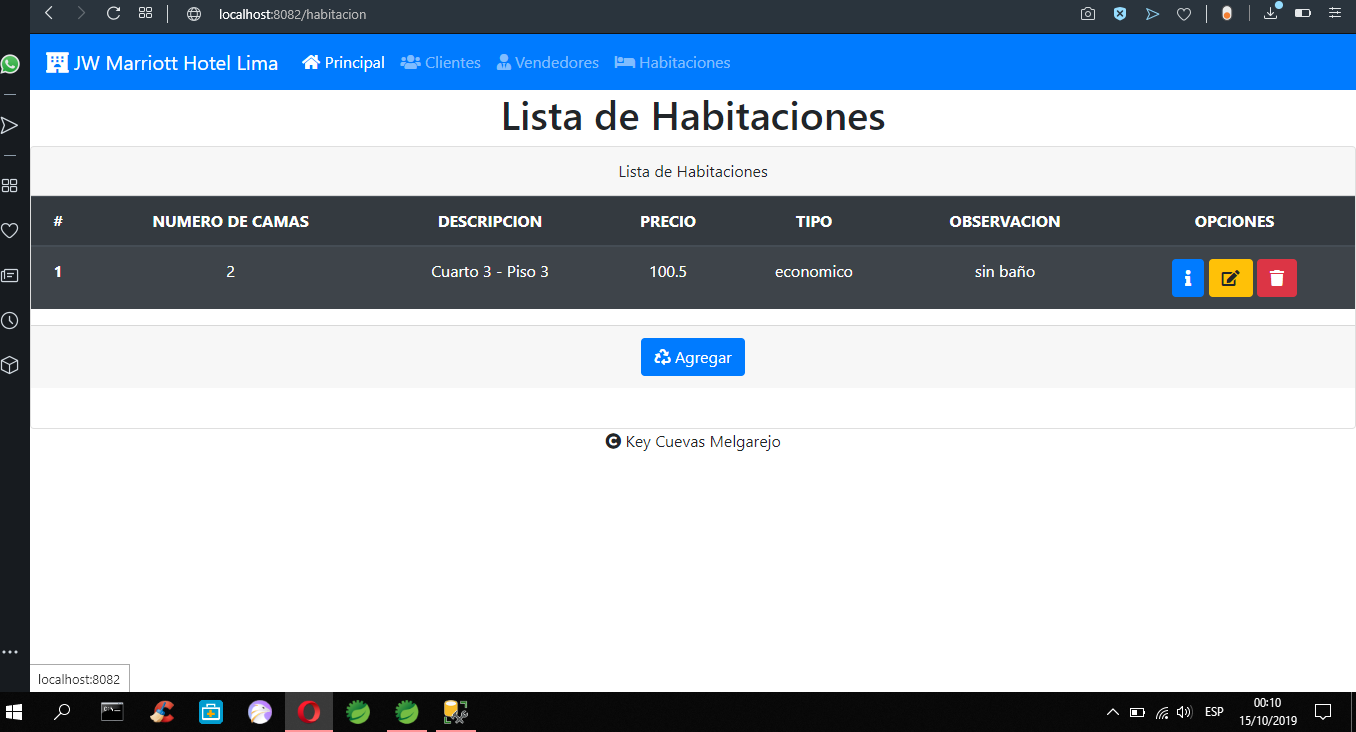 localhost:8082/habitacion
JW Marriott Hotel Lima Principal Clientes Vendedores Habitaciones
Lista de Habitaciones
Lista de Habitaciones
# NUMERO DE CAMAS DESCRIPCION PRECIO TIPO OBSERVACION OPCIONES
1 2 Cuarto 3 - Piso 3 100.5 economico sin baño
Agregar
Key Cuevas Melgarejo
localhost:8082
ESP
00:10
15/10/2019